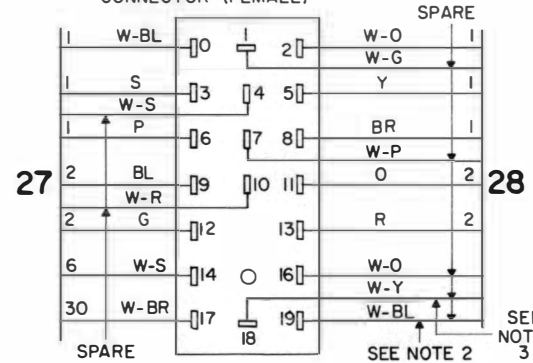 CONNECTOR (FEMALE)
SPARE
1 W-BL 0 1 2 W-O 1
W-G
1 S 3 4 5 Y 1
W-S
1 P 6 7 8 BR 1
W-P
27 2 BL 9 10 11 O 2 28
W-R
2 G 12 13 R 2
6 W-S 14 16 W-O
W-Y
30 W-BR 17 18 19 W-BL
SEE NOTE 3
SPARE SEE NOTE 2